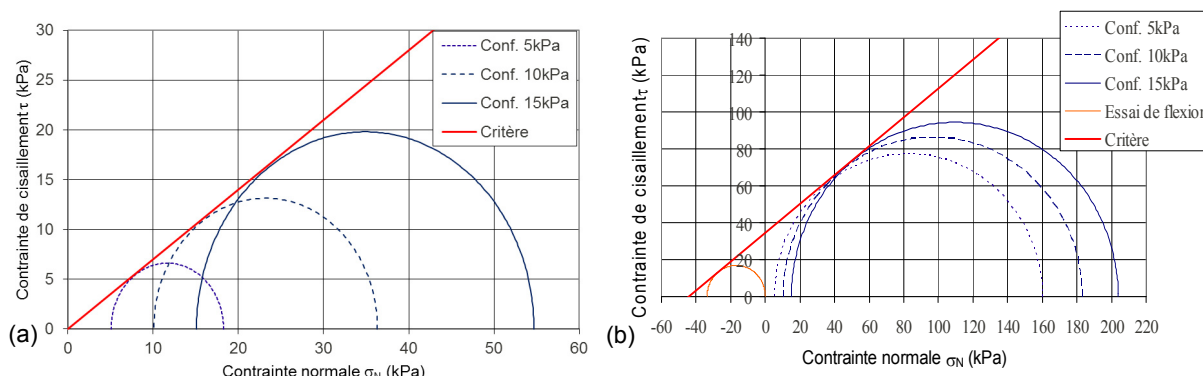 30
25
20
15
10
5
0
Contrainte de cisaillement τ (kPa)
Conf. 5kPa
Conf. 10kPa
Conf. 15kPa
Critère
0 10 20 30 40 50 60
(a)
Contrainte normale σN (kPa)
Conf. 5kPa
Conf. 10kPa
Conf. 15kPa
Essai de flexion
Critère
140
120
100
80
60
40
20
0
Contrainte de cisaillement τ (kPa)
-60 -40 -20 0 20 40 60 80 100 120 140 160 180 200 220
(b)
Contrainte normale σN (kPa)